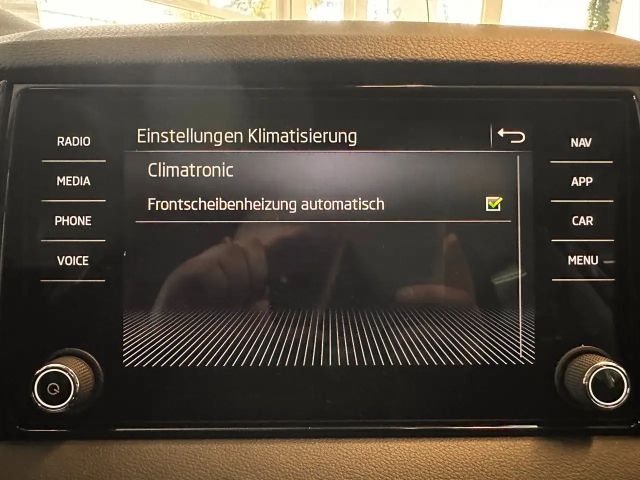 Einstellungen Klimatisierung
Climatronic
Frontscheibenheizung automatisch
RADIO
MEDIA
PHONE
VOICE
NAV
APP
CAR
MENU